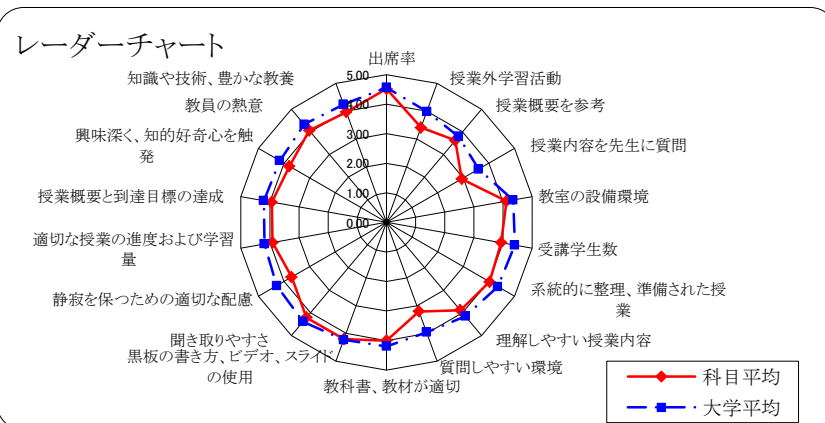 レーダーチャート
出席率
授業外学習活動
授業概要を参考
授業内容を先生に質問
教室の設備環境
受講学生数
系統的に整理、準備された授
業
理解しやすい授業内容
質問しやすい環境
教科書、教材が適切
黒板の書き方、ビデオ、スライド
の使用
聞き取りやすさ
静寂を保つための適切な配慮
適切な授業の進度および学習
量
授業概要と到達目標の達成
興味深く、知的好奇心を触
発
教員の熱意
知識や技術、豊かな教養
5.00
4.00
3.00
2.00
1.00
0.00
科目平均
大学平均